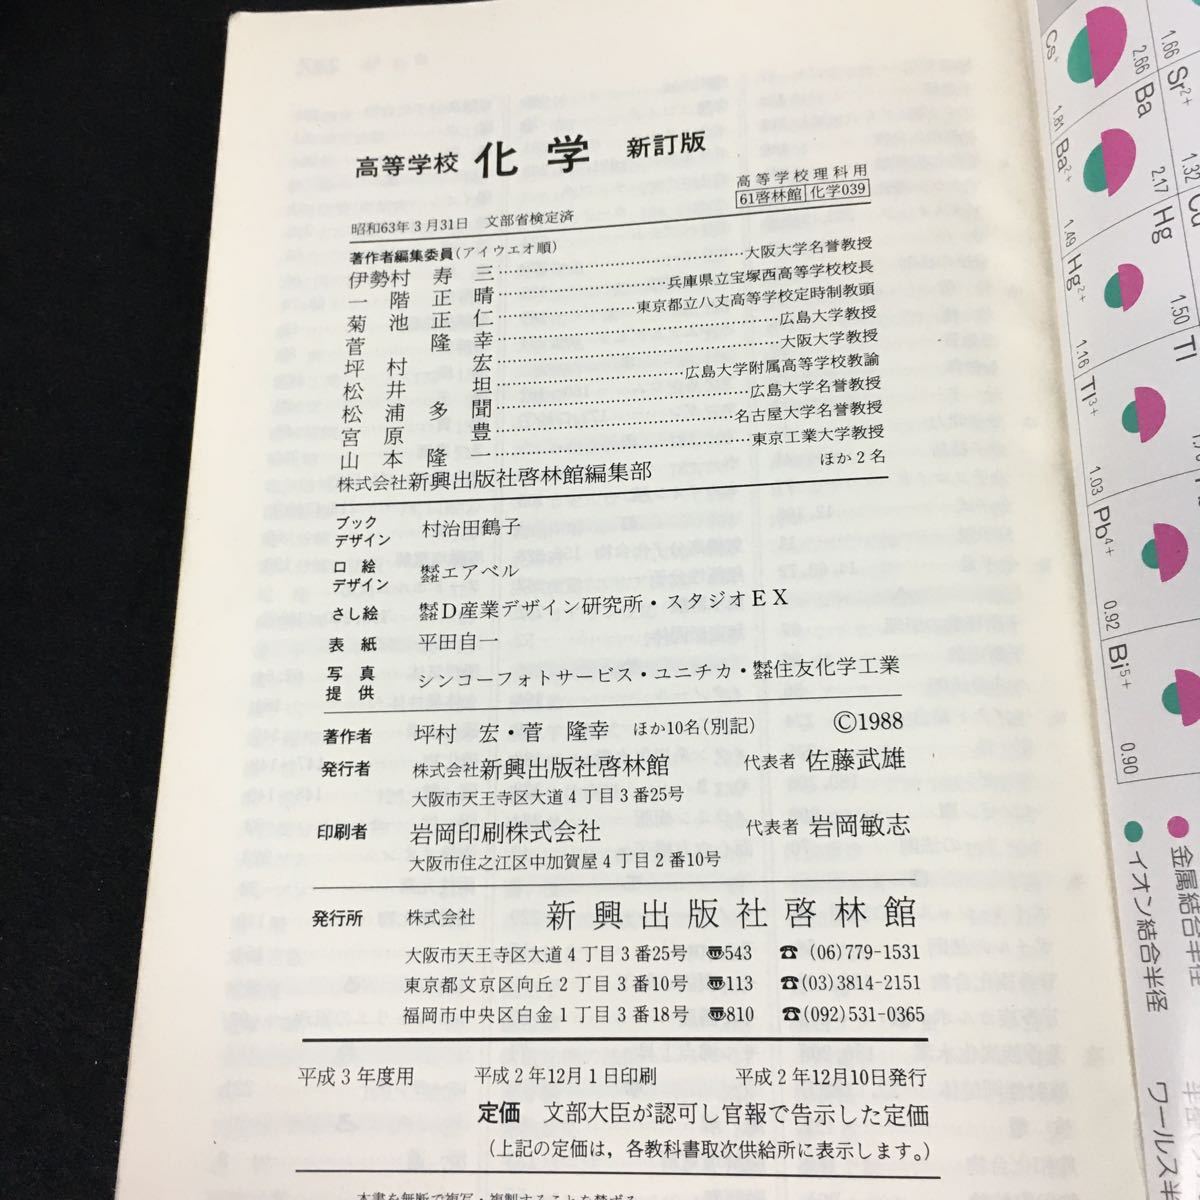 高等学校 化学 新訂版
高等学校理科用
61啓林館 化学039
昭和63年3月31日 文部省検定済
著作者編集委員(アイウエオ順)
伊勢村 寿三……大阪大学名誉教授
一階正晴……兵庫県立宝塚西高等学校校長
菊池正仁……東京都立八丈高等学校定時制教頭
菅隆幸……広島大学教授
坪村宏……大阪大学教授
松井坦……広島大学附属高等学校教諭
松浦多聞……広島大学名誉教授
宮原豊……名古屋大学名誉教授
山本隆一……東京工業大学教授
株式会社新興出版社啓林館編集部 ほか2名
ブックデザイン 村治田鶴子
口絵デザイン 株式会社エアベル
さし絵 株式会社D産業デザイン研究所・スタジオEX
表紙 平田自一
写真提供 シンコーフォトサービス・ユニチカ・株式会社住友化学工業
著作者 坪村 宏・菅 隆幸 ほか10名(別記) ©1988
発行者 株式会社新興出版社啓林館 代表者 佐藤武雄
大阪市天王寺区大道4丁目3番25号
印刷者 岩岡印刷株式会社 代表者 岩岡敏志
大阪市住之江区中加賀屋4丁目2番10号
発行所 株式会社 新興出版社啓林館
大阪市天王寺区大道4丁目3番25号 〠543 ☎(06)779-1531
東京都文京区向丘2丁目3番10号 〠113 ☎(03)3814-2151
福岡市中央区白金1丁目3番18号 〠810 ☎(092)531-0365
平成3年度用 平成2年12月1日印刷 平成2年12月10日発行
定価 文部大臣が認可し官報で告示した定価
(上記の定価は，各教科書取次供給所に表示します。)
本書を無断で複写・複製することを禁ずる
Cs⁺
1.66
2.66
Sr²⁺
Ba
1.81
Ba²⁺
1.32
2.17
Hg
1.49
Hg²⁺
1.50
Tl
1.16
Tl³⁺
1.03
Pb⁴⁺
0.92
Bi⁵⁺
0.90
イオン結合半径
金属結合半径
ワールス半